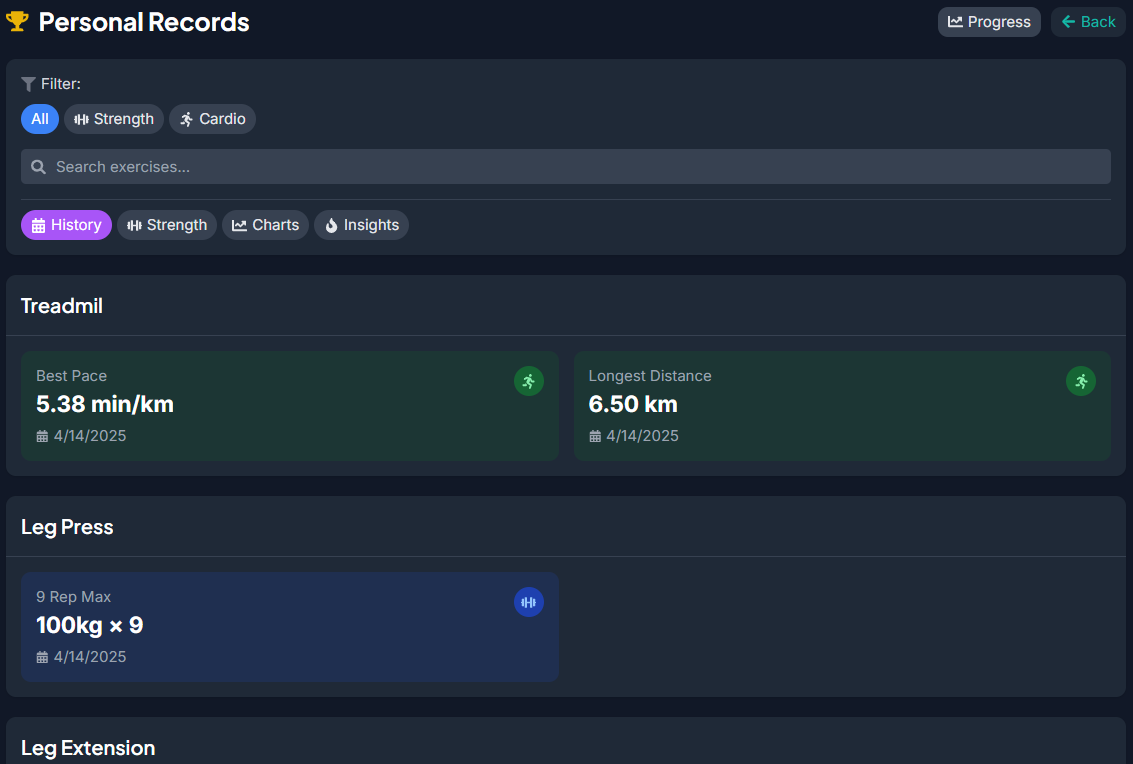 Personal Records
Progress
Back
Filter:
All
Strength
Cardio
Search exercises...
History
Strength
Charts
Insights
Treadmil
Best Pace
5.38 min/km
4/14/2025
Longest Distance
6.50 km
4/14/2025
Leg Press
9 Rep Max
100kg × 9
4/14/2025
Leg Extension